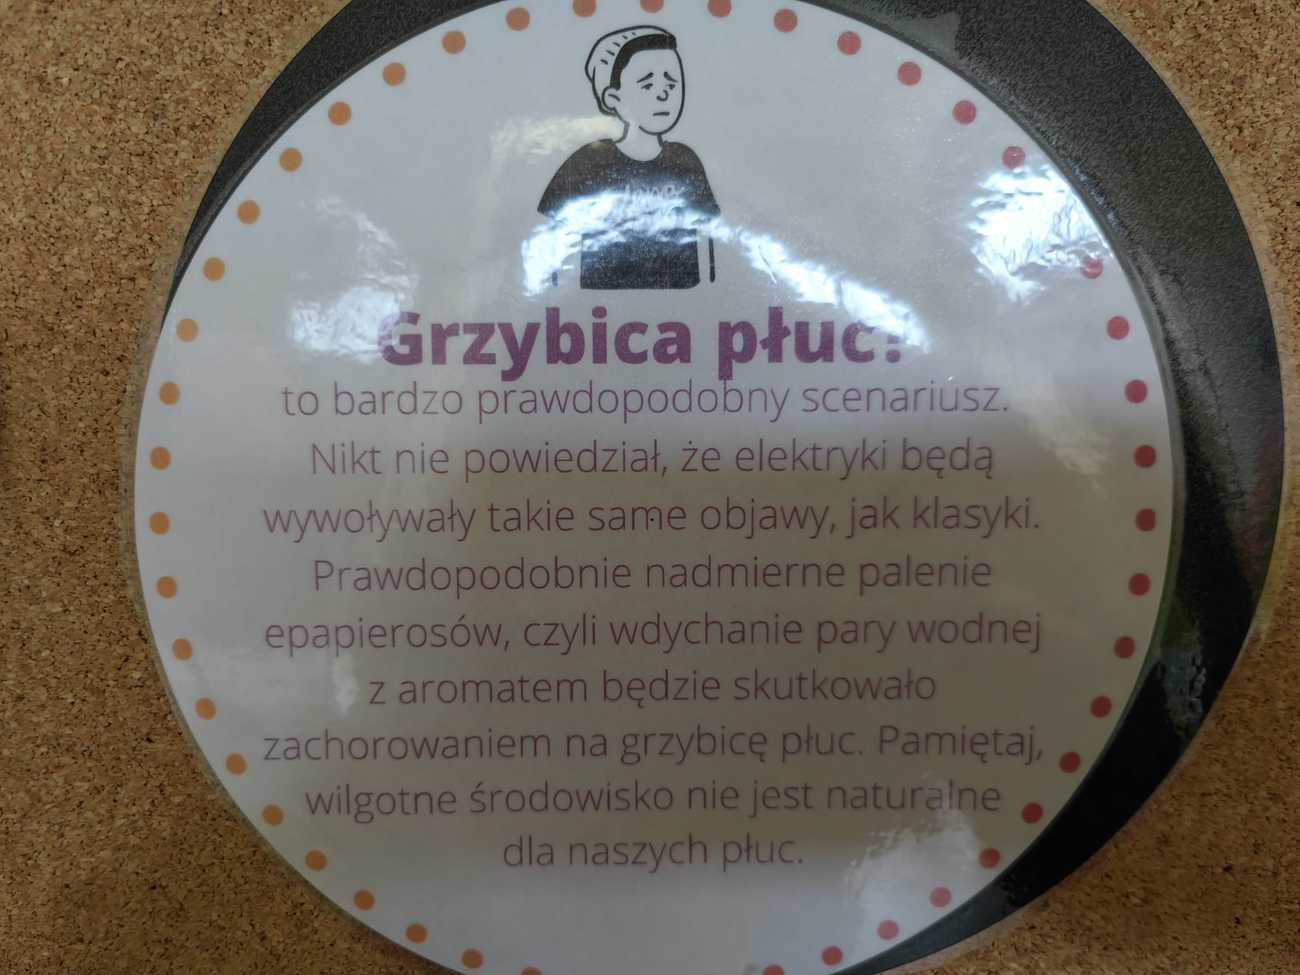 Grzybica płuc?
to bardzo prawdopodobny scenariusz.
Nikt nie powiedział, że elektryki będą
wywoływały takie same objawy, jak klasyki.
Prawdopodobnie nadmierne palenie
epapierosów, czyli wdychanie pary wodnej
z aromatem będzie skutkowało
zachorowaniem na grzybicę płuc. Pamiętaj,
wilgotne środowisko nie jest naturalne
dla naszych płuc.